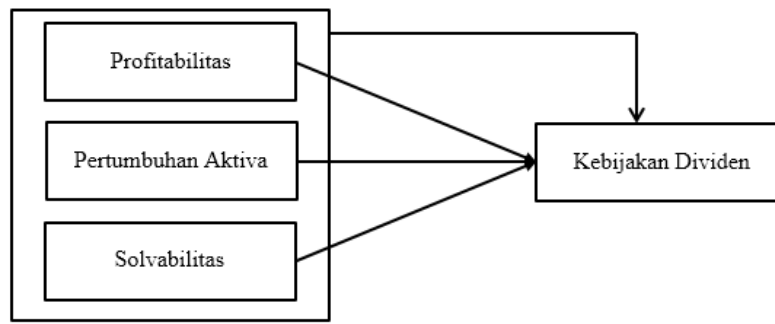 Profitabilitas
Pertumbuhan Aktiva
Kebijakan Dividen
Solvabilitas